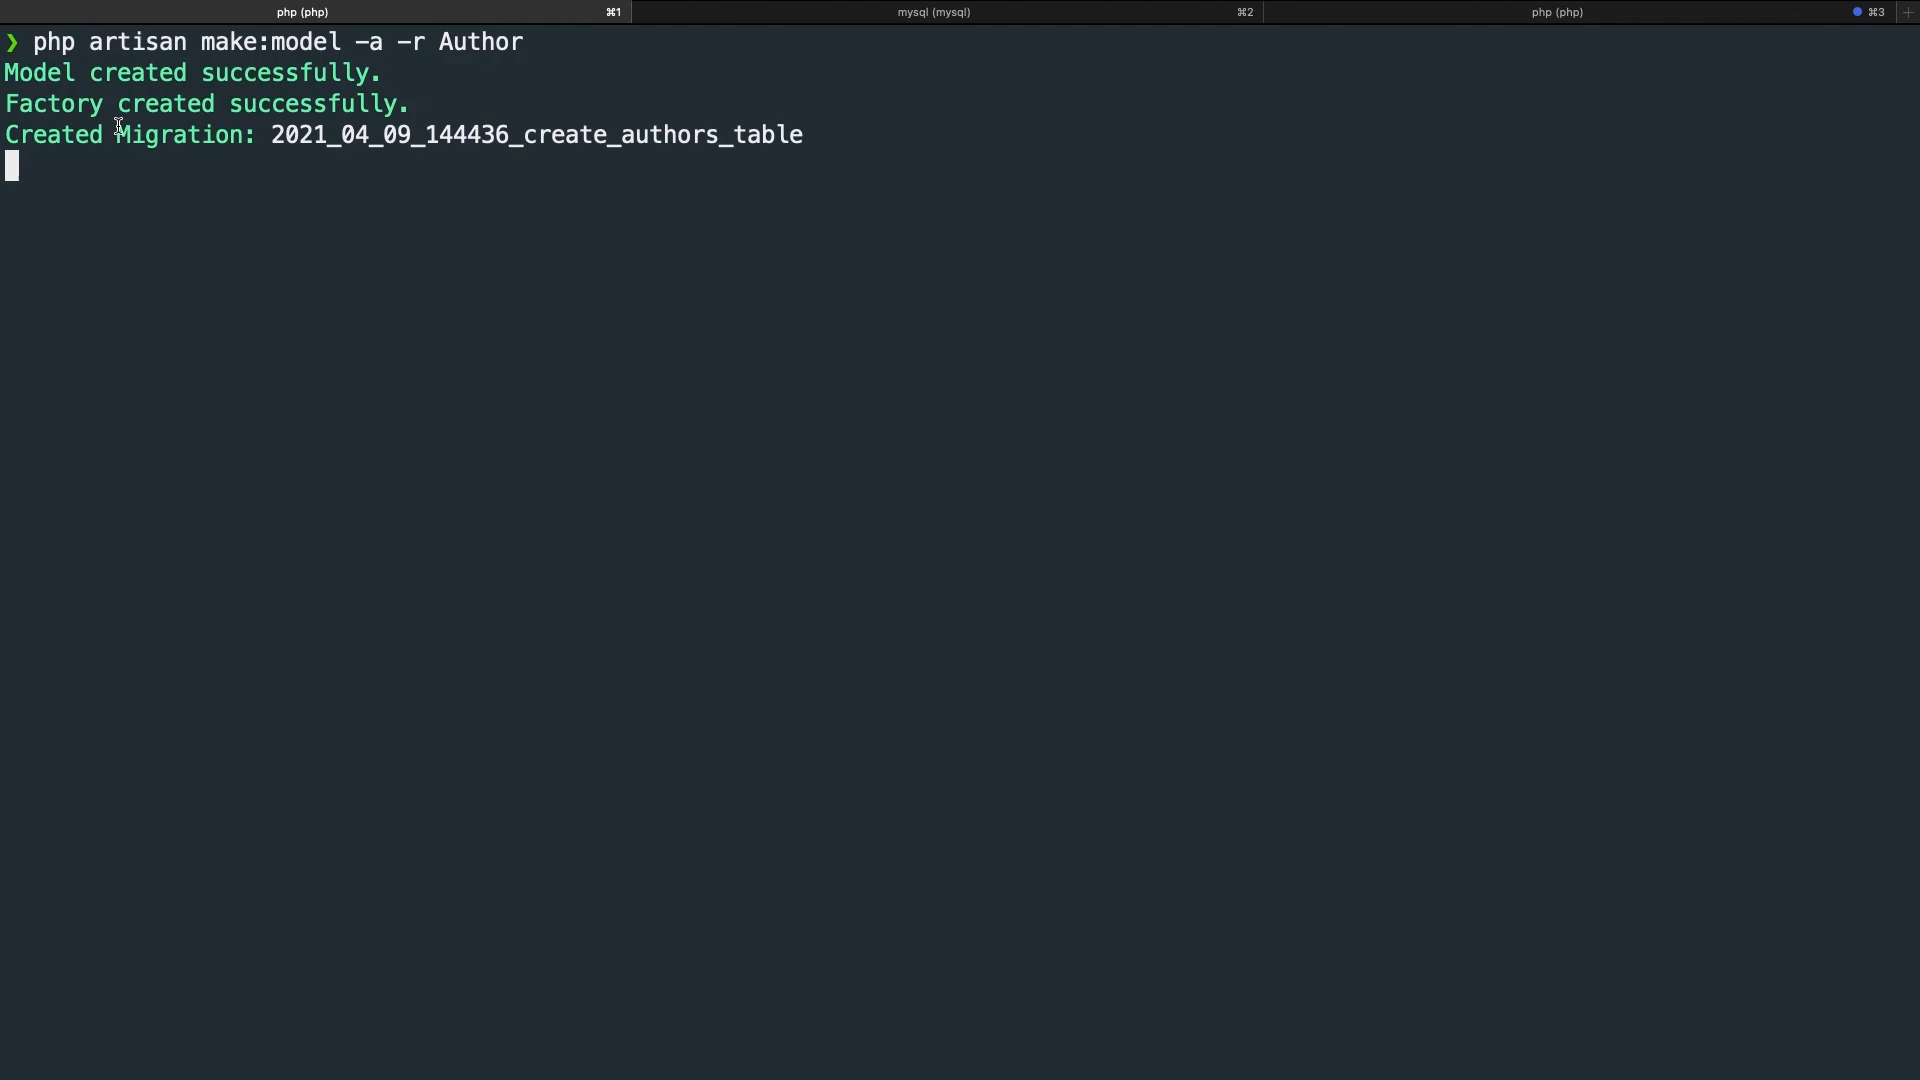 php (php) ⌘1 mysql (mysql) ⌘2 php (php) ⌘3 +
❯ php artisan make:model -a -r Author
Model created successfully.
Factory created successfully.
Created Migration: 2021_04_09_144436_create_authors_table